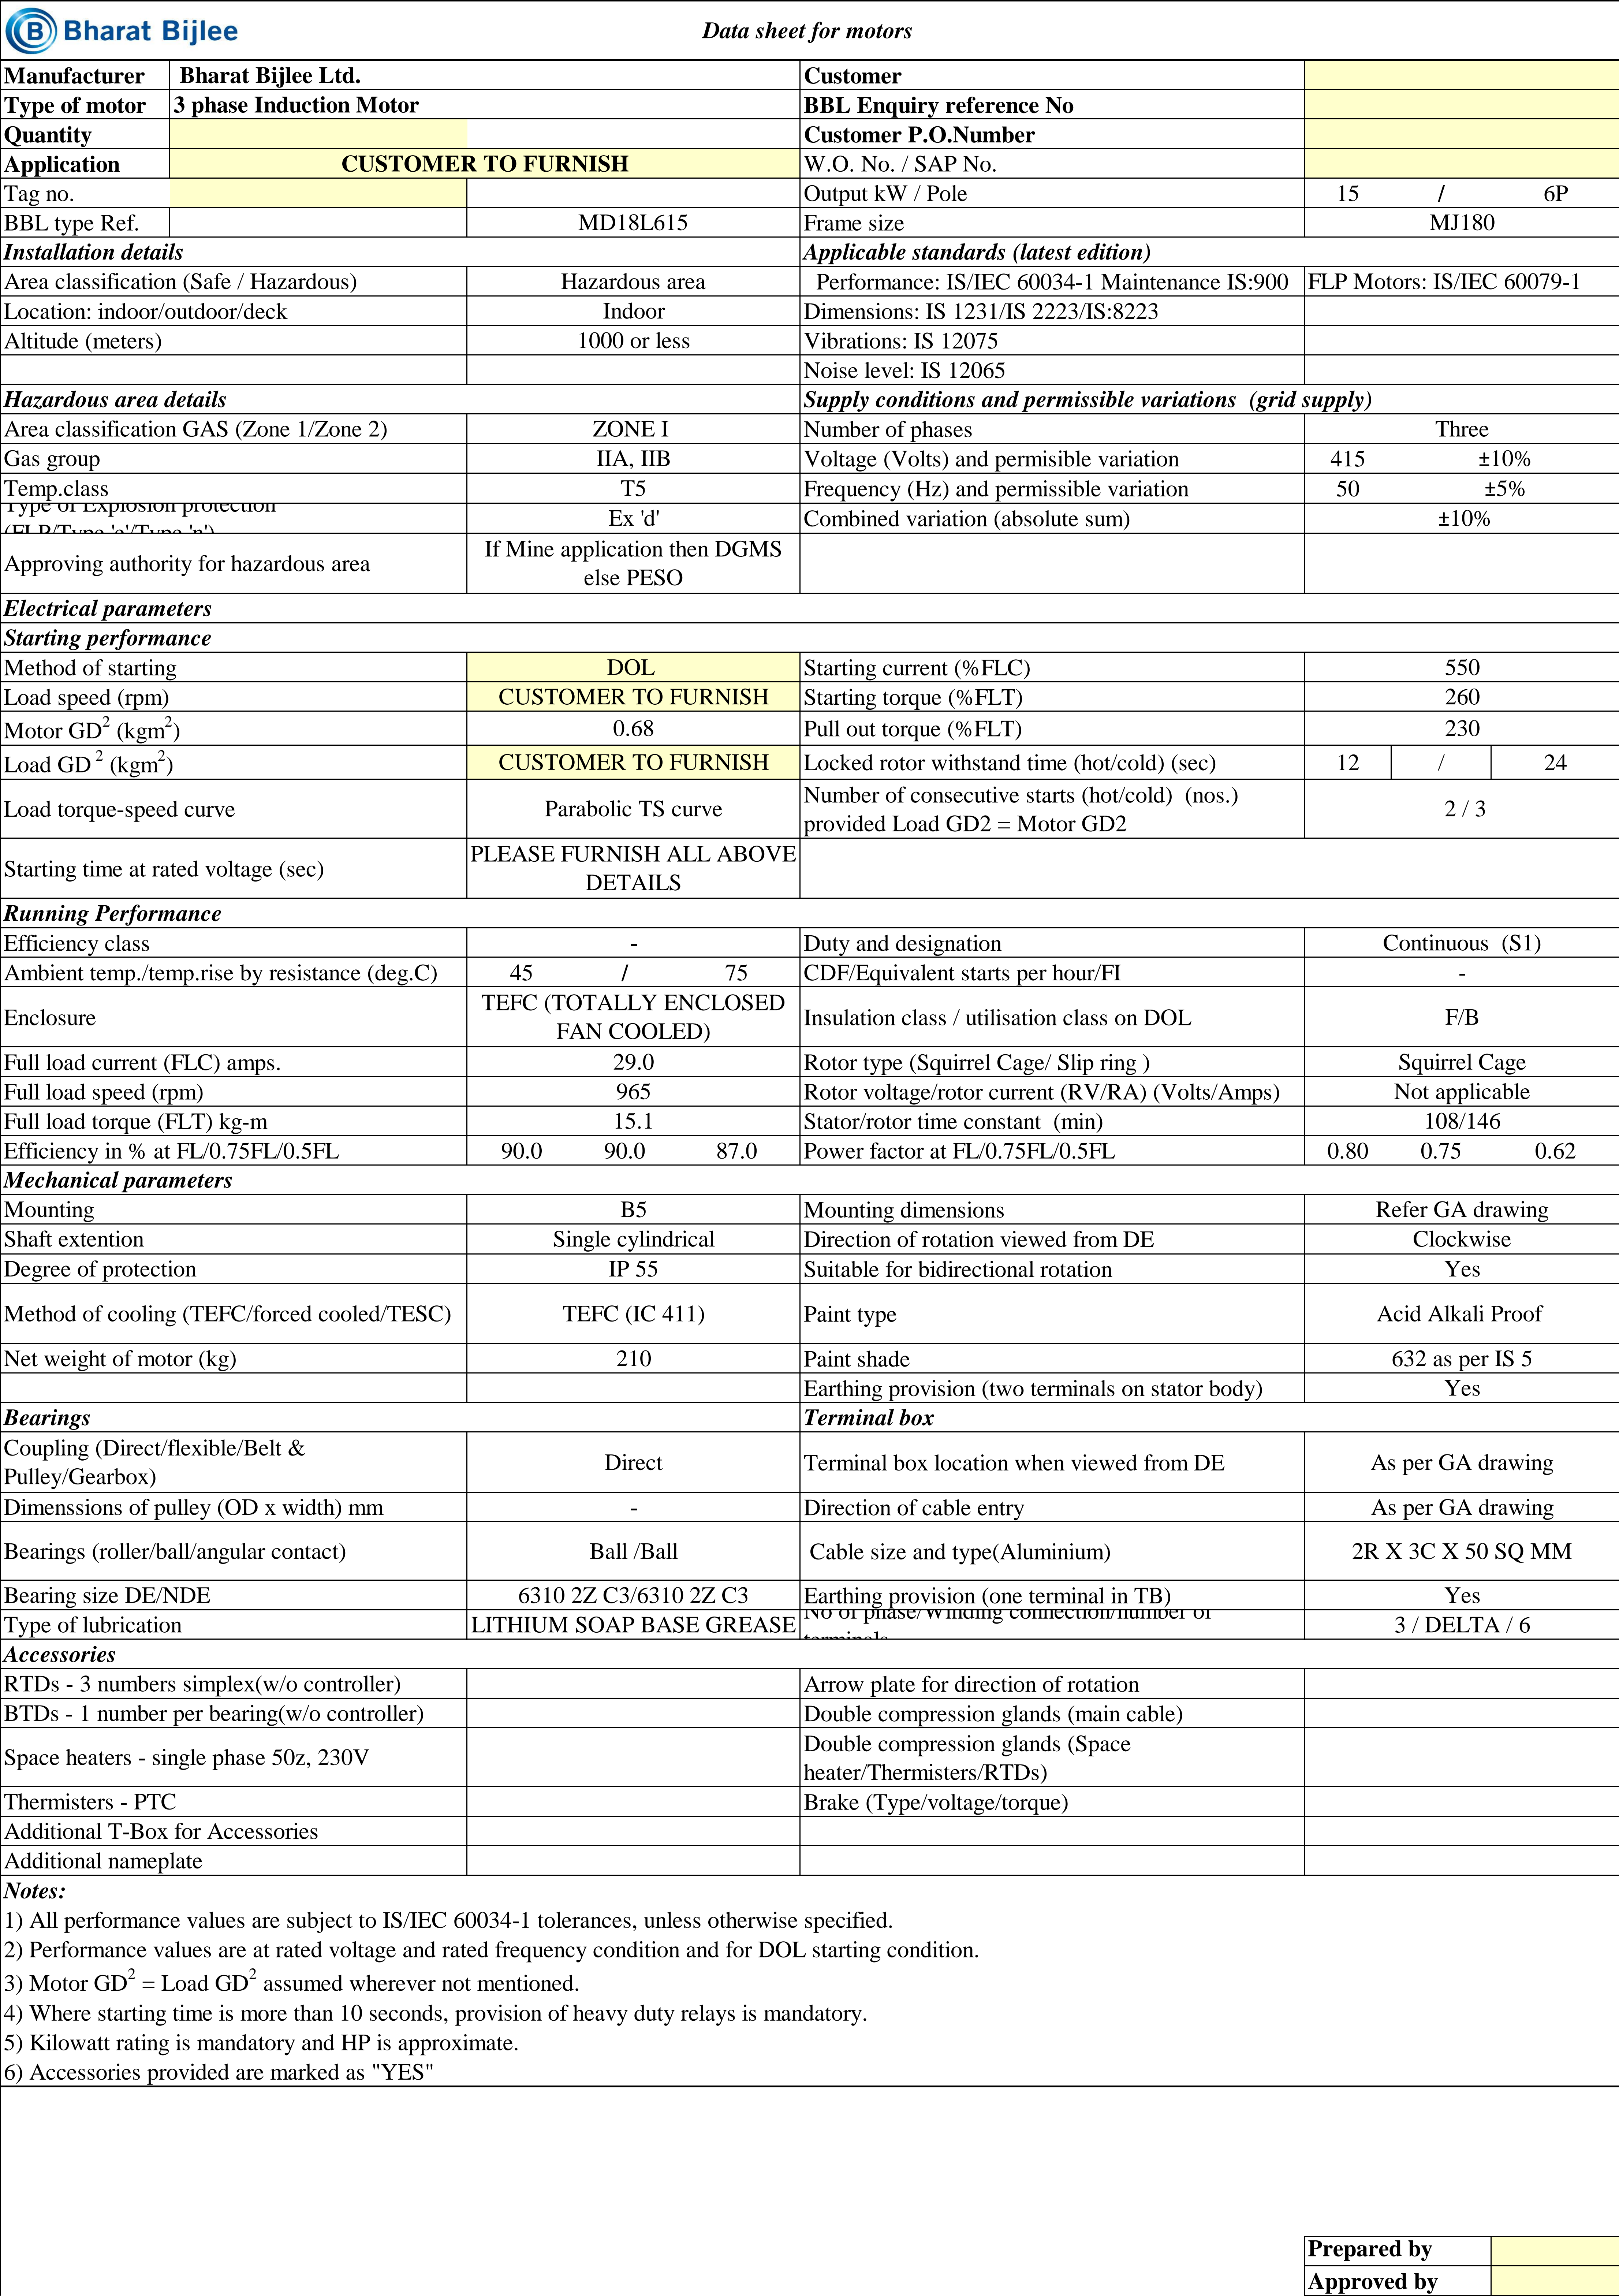 B Bharat Bijlee
Data sheet for motors
Manufacturer Bharat Bijlee Ltd. Customer
Type of motor 3 phase Induction Motor BBL Enquiry reference No
Quantity Customer P.O.Number
Application CUSTOMER TO FURNISH W.O. No. / SAP No.
Tag no. Output kW / Pole 15 / 6P
BBL type Ref. MD18L615 Frame size MJ180
Installation details Applicable standards (latest edition)
Area classification (Safe / Hazardous) Hazardous area Performance: IS/IEC 60034-1 Maintenance IS:900 FLP Motors: IS/IEC 60079-1
Location: indoor/outdoor/deck Indoor Dimensions: IS 1231/IS 2223/IS:8223
Altitude (meters) 1000 or less Vibrations: IS 12075
Noise level: IS 12065
Hazardous area details Supply conditions and permissible variations (grid supply)
Area classification GAS (Zone 1/Zone 2) ZONE I Number of phases Three
Gas group IIA, IIB Voltage (Volts) and permisible variation 415 ±10%
Temp.class T5 Frequency (Hz) and permissible variation 50 ±5%
Type of Explosion protection
(FLP/Type 'e'/Type 'n') Ex 'd' Combined variation (absolute sum) ±10%
Approving authority for hazardous area If Mine application then DGMS
else PESO
Electrical parameters
Starting performance
Method of starting DOL Starting current (%FLC) 550
Load speed (rpm) CUSTOMER TO FURNISH Starting torque (%FLT) 260
Motor GD² (kgm²) 0.68 Pull out torque (%FLT) 230
Load GD ² (kgm²) CUSTOMER TO FURNISH Locked rotor withstand time (hot/cold) (sec) 12 / 24
Load torque-speed curve Parabolic TS curve Number of consecutive starts (hot/cold) (nos.)
provided Load GD2 = Motor GD2 2 / 3
Starting time at rated voltage (sec) PLEASE FURNISH ALL ABOVE
DETAILS
Running Performance
Efficiency class - Duty and designation Continuous (S1)
Ambient temp./temp.rise by resistance (deg.C) 45 / 75 CDF/Equivalent starts per hour/FI -
Enclosure TEFC (TOTALLY ENCLOSED
FAN COOLED) Insulation class / utilisation class on DOL F/B
Full load current (FLC) amps. 29.0 Rotor type (Squirrel Cage/ Slip ring ) Squirrel Cage
Full load speed (rpm) 965 Rotor voltage/rotor current (RV/RA) (Volts/Amps) Not applicable
Full load torque (FLT) kg-m 15.1 Stator/rotor time constant (min) 108/146
Efficiency in % at FL/0.75FL/0.5FL 90.0 90.0 87.0 Power factor at FL/0.75FL/0.5FL 0.80 0.75 0.62
Mechanical parameters
Mounting B5 Mounting dimensions Refer GA drawing
Shaft extention Single cylindrical Direction of rotation viewed from DE Clockwise
Degree of protection IP 55 Suitable for bidirectional rotation Yes
Method of cooling (TEFC/forced cooled/TESC) TEFC (IC 411) Paint type Acid Alkali Proof
Net weight of motor (kg) 210 Paint shade 632 as per IS 5
Earthing provision (two terminals on stator body) Yes
Bearings Terminal box
Coupling (Direct/flexible/Belt &
Pulley/Gearbox) Direct Terminal box location when viewed from DE As per GA drawing
Dimenssions of pulley (OD x width) mm - Direction of cable entry As per GA drawing
Bearings (roller/ball/angular contact) Ball /Ball Cable size and type(Aluminium) 2R X 3C X 50 SQ MM
Bearing size DE/NDE 6310 2Z C3/6310 2Z C3 Earthing provision (one terminal in TB) Yes
Type of lubrication LITHIUM SOAP BASE GREASE No of phase/Winding connection/number of
terminals 3 / DELTA / 6
Accessories
RTDs - 3 numbers simplex(w/o controller) Arrow plate for direction of rotation
BTDs - 1 number per bearing(w/o controller) Double compression glands (main cable)
Space heaters - single phase 50z, 230V Double compression glands (Space
heater/Thermisters/RTDs)
Thermisters - PTC Brake (Type/voltage/torque)
Additional T-Box for Accessories
Additional nameplate
Notes:
1) All performance values are subject to IS/IEC 60034-1 tolerances, unless otherwise specified.
2) Performance values are at rated voltage and rated frequency condition and for DOL starting condition.
3) Motor GD² = Load GD² assumed wherever not mentioned.
4) Where starting time is more than 10 seconds, provision of heavy duty relays is mandatory.
5) Kilowatt rating is mandatory and HP is approximate.
6) Accessories provided are marked as "YES"
Prepared by
Approved by